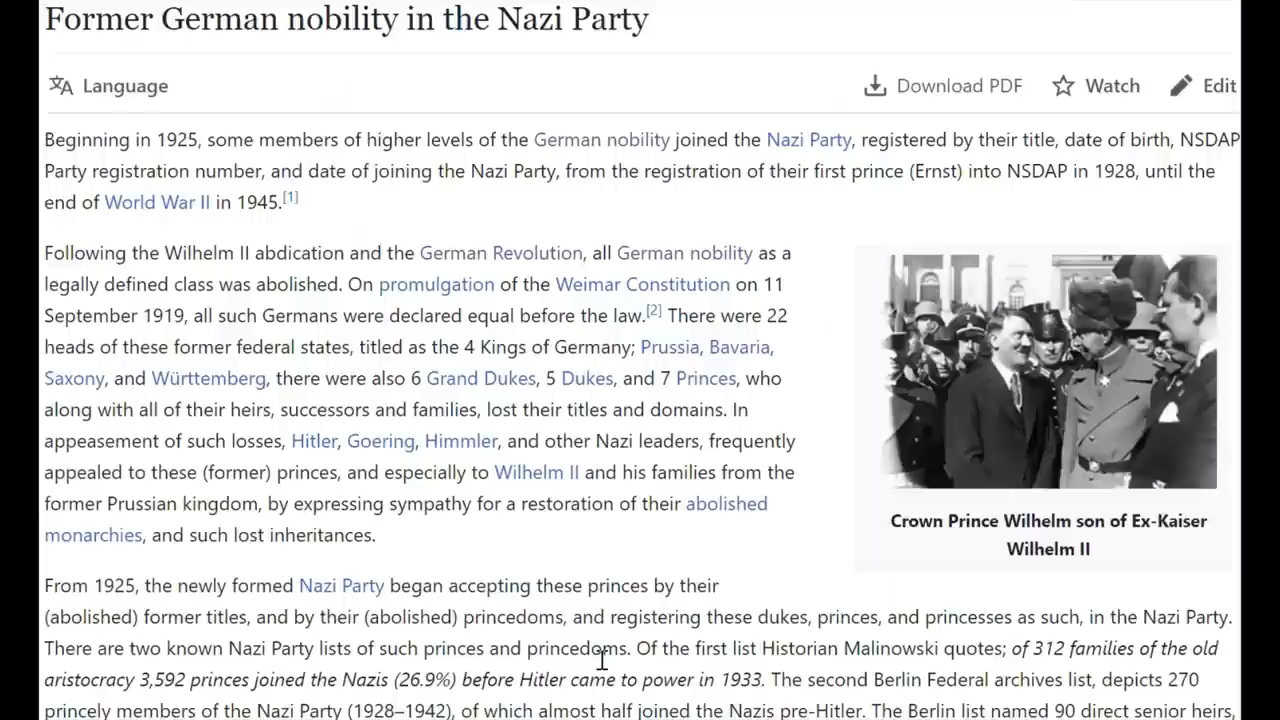 Former German nobility in the Nazi Party
Language
Download PDF
Watch
Edit
Beginning in 1925, some members of higher levels of the German nobility joined the Nazi Party, registered by their title, date of birth, NSDAP
Party registration number, and date of joining the Nazi Party, from the registration of their first prince (Ernst) into NSDAP in 1928, until the
end of World War II in 1945.[1]
Following the Wilhelm II abdication and the German Revolution, all German nobility as a
legally defined class was abolished. On promulgation of the Weimar Constitution on 11
September 1919, all such Germans were declared equal before the law.[2] There were 22
heads of these former federal states, titled as the 4 Kings of Germany; Prussia, Bavaria,
Saxony, and Württemberg, there were also 6 Grand Dukes, 5 Dukes, and 7 Princes, who
along with all of their heirs, successors and families, lost their titles and domains. In
appeasement of such losses, Hitler, Goering, Himmler, and other Nazi leaders, frequently
appealed to these (former) princes, and especially to Wilhelm II and his families from the
former Prussian kingdom, by expressing sympathy for a restoration of their abolished
monarchies, and such lost inheritances.
Crown Prince Wilhelm son of Ex-Kaiser
Wilhelm II
From 1925, the newly formed Nazi Party began accepting these princes by their
(abolished) former titles, and by their (abolished) princedoms, and registering these dukes, princes, and princesses as such, in the Nazi Party.
There are two known Nazi Party lists of such princes and princedoms. Of the first list Historian Malinowski quotes; of 312 families of the old
aristocracy 3,592 princes joined the Nazis (26.9%) before Hitler came to power in 1933. The second Berlin Federal archives list, depicts 270
princely members of the Nazi Party (1928–1942), of which almost half joined the Nazis pre-Hitler. The Berlin list named 90 direct senior heirs,